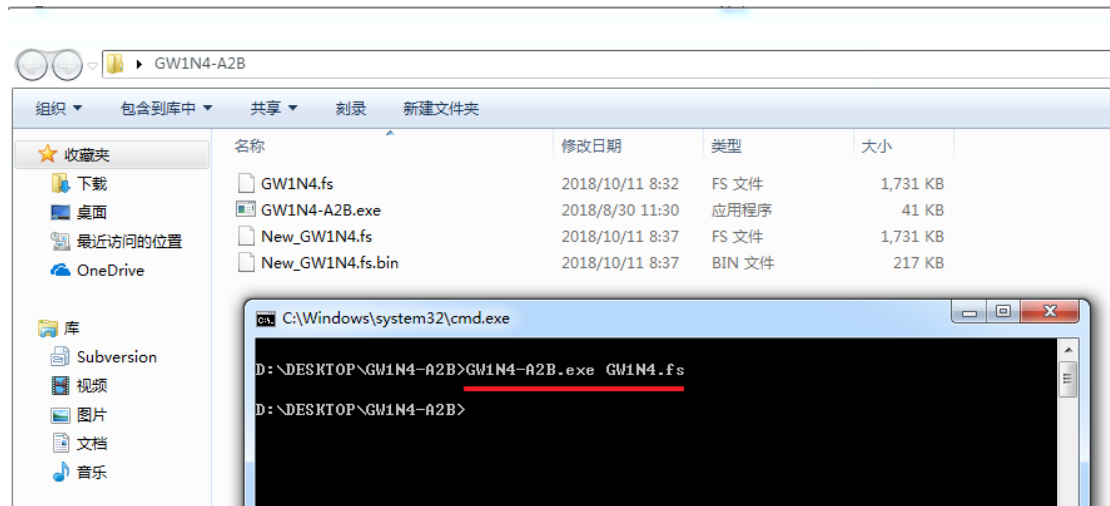 GW1N4-A2B
组织 包含到库中 共享 刻录 新建文件夹
收藏夹
下载
桌面
最近访问的位置
OneDrive
库
Subversion
视频
图片
文档
音乐
名称 修改日期 类型 大小
GW1N4.fs 2018/10/11 8:32 FS 文件 1,731 KB
GW1N4-A2B.exe 2018/8/30 11:30 应用程序 41 KB
New_GW1N4.fs 2018/10/11 8:37 FS 文件 1,731 KB
New_GW1N4.fs.bin 2018/10/11 8:37 BIN 文件 217 KB
C:\Windows\system32\cmd.exe
D:\DESKTOP\GW1N4-A2B>GW1N4-A2B.exe GW1N4.fs
D:\DESKTOP\GW1N4-A2B>